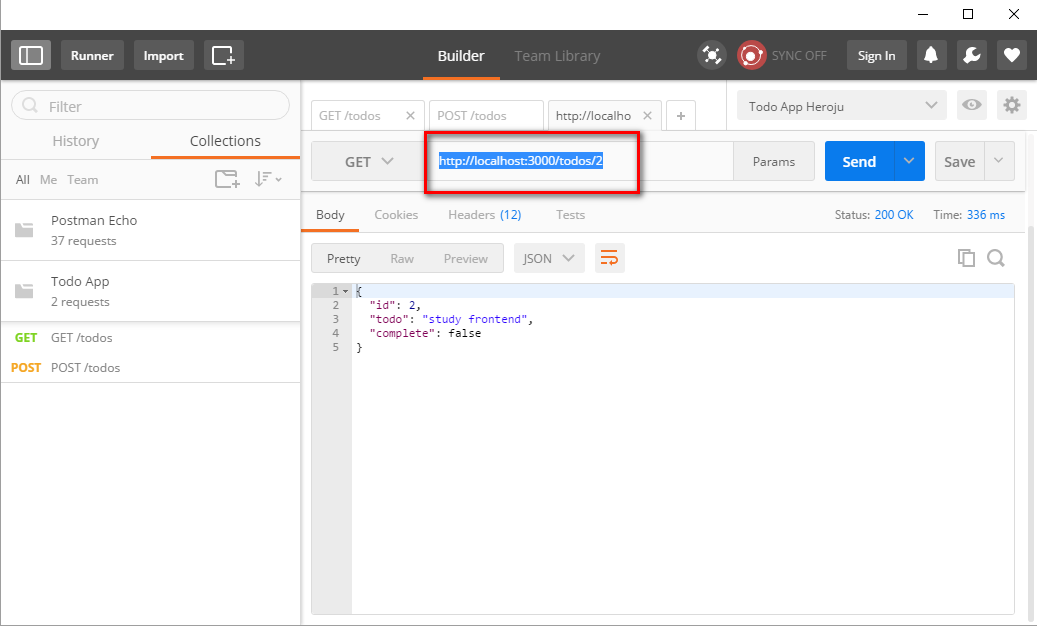 Runner Import Builder Team Library SYNC OFF Sign In
Filter
History Collections
All Me Team
Postman Echo
37 requests
Todo App
2 requests
GET GET /todos
POST POST /todos
GET /todos POST /todos http://localho + Todo App Heroju
GET http://localhost:3000/todos/2 Params Send Save
Body Cookies Headers (12) Tests Status: 200 OK Time: 336 ms
Pretty Raw Preview JSON
1 {
2 "id": 2,
3 "todo": "study frontend",
4 "complete": false
5 }